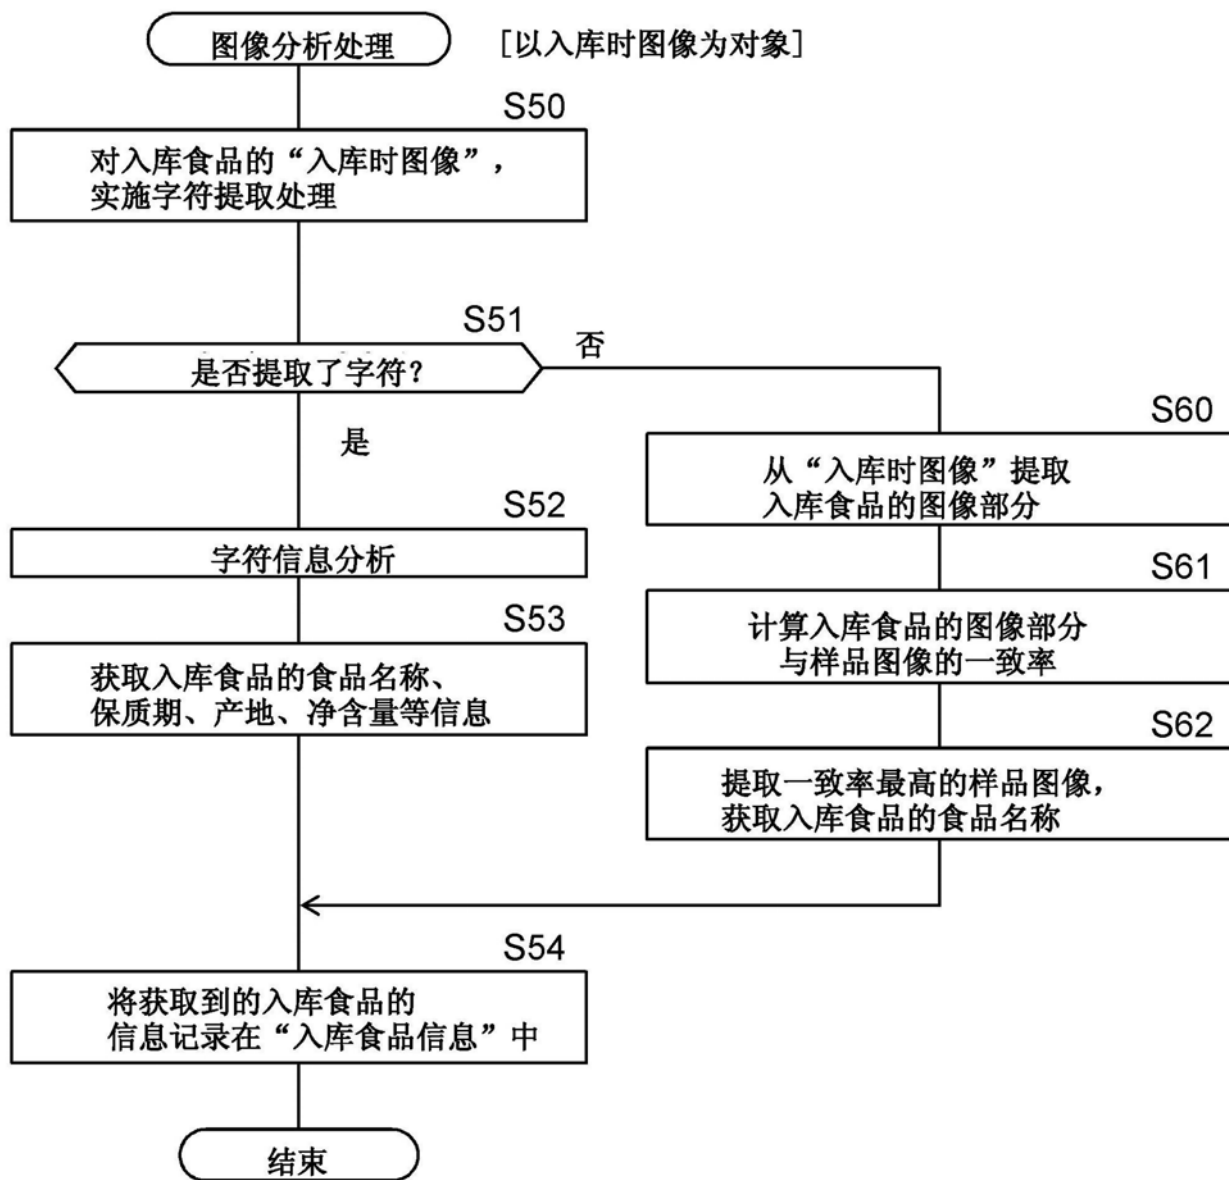 图像分析处理
[以入库时图像为对象]
S50
对入库食品的“入库时图像”，
实施字符提取处理
S51
是否提取了字符？
否
是
S52
字符信息分析
S53
获取入库食品的食品名称、
保质期、产地、净含量等信息
S60
从“入库时图像”提取
入库食品的图像部分
S61
计算入库食品的图像部分
与样品图像的一致率
S62
提取一致率最高的样品图像，
获取入库食品的食品名称
S54
将获取到的入库食品的
信息记录在“入库食品信息”中
结束